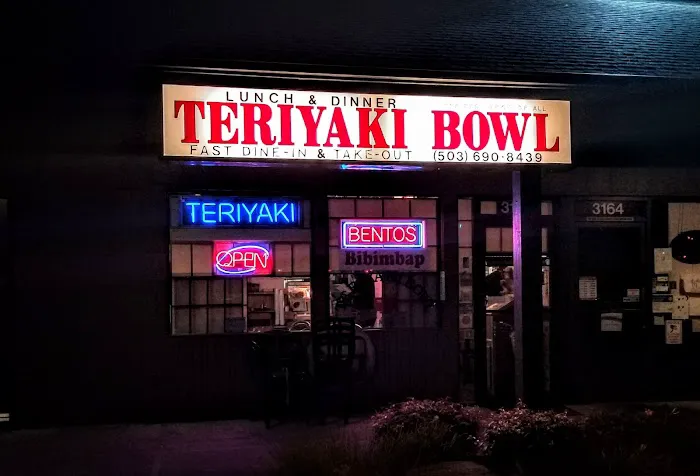 LUNCH & DINNER
TERIYAKI BOWL
FAST DINE-IN & TAKE-OUT (503) 690-8439
TERIYAKI
OPEN
BENTOS
Bibimbap
3164